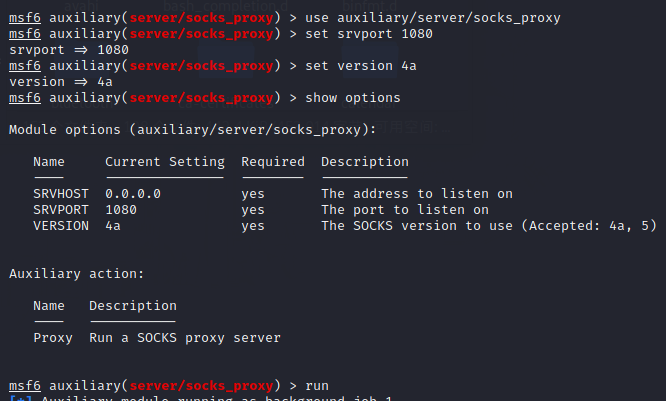 msf6 auxiliary(server/socks_proxy) > use auxiliary/server/socks_proxy
msf6 auxiliary(server/socks_proxy) > set srvport 1080
srvport => 1080
msf6 auxiliary(server/socks_proxy) > set version 4a
version => 4a
msf6 auxiliary(server/socks_proxy) > show options
Module options (auxiliary/server/socks_proxy):
Name Current Setting Required Description
---- --------------- -------- -----------
SRVHOST 0.0.0.0 yes The address to listen on
SRVPORT 1080 yes The port to listen on
VERSION 4a yes The SOCKS version to use (Accepted: 4a, 5)
Auxiliary action:
Name Description
---- -----------
Proxy Run a SOCKS proxy server
msf6 auxiliary(server/socks_proxy) > run
[*] Auxiliary module running as background job 1